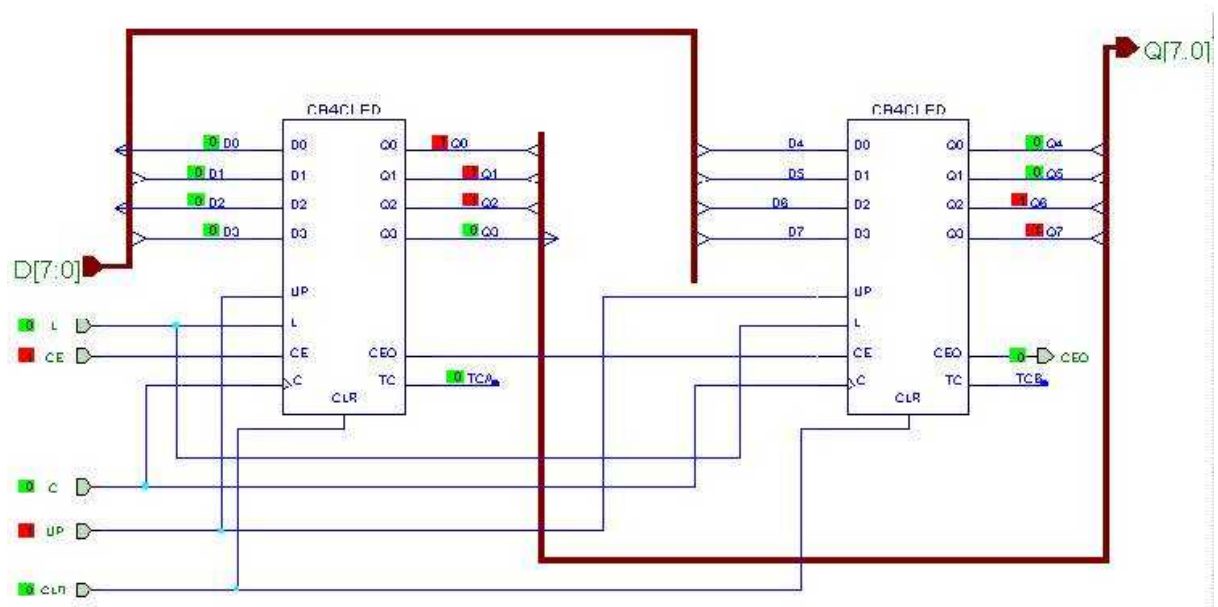 Q[7.0]
CB4CLED CB4CLED
0 D0 D0 Q0 1 Q0 D4 D0 Q0 0 Q4
0 D1 D1 Q1 1 Q1 D5 D1 Q1 0 Q5
0 D2 D2 Q2 1 Q2 D6 D2 Q2 1 Q6
0 D3 D3 Q3 0 Q3 D7 D3 Q3 1 Q7
D[7:0]
UP UP
0 L L L
1 CE CE CEO CE CEO 0 CEO
C TC 0 TCA C TC TCB
CLR CLR
0 C
1 UP
0 CLR